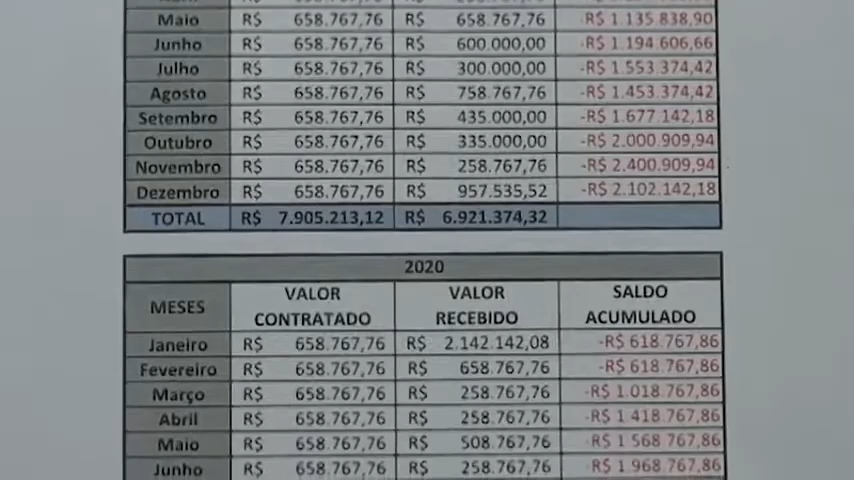 Maio R$ 658.767,76 R$ 658.767,76 -R$ 1.135.838,90
Junho R$ 658.767,76 R$ 600.000,00 -R$ 1.194.606,66
Julho R$ 658.767,76 R$ 300.000,00 -R$ 1.553.374,42
Agosto R$ 658.767,76 R$ 758.767,76 -R$ 1.453.374,42
Setembro R$ 658.767,76 R$ 435.000,00 -R$ 1.677.142,18
Outubro R$ 658.767,76 R$ 335.000,00 -R$ 2.000.909,94
Novembro R$ 658.767,76 R$ 258.767,76 -R$ 2.400.909,94
Dezembro R$ 658.767,76 R$ 957.535,52 -R$ 2.102.142,18
TOTAL R$ 7.905.213,12 R$ 6.921.374,32
2020
MESES VALOR CONTRATADO VALOR RECEBIDO SALDO ACUMULADO
Janeiro R$ 658.767,76 R$ 2.142.142,08 -R$ 618.767,86
Fevereiro R$ 658.767,76 R$ 658.767,76 -R$ 618.767,86
Março R$ 658.767,76 R$ 258.767,76 -R$ 1.018.767,86
Abril R$ 658.767,76 R$ 258.767,76 -R$ 1.418.767,86
Maio R$ 658.767,76 R$ 508.767,76 -R$ 1.568.767,86
Junho R$ 658.767,76 R$ 258.767,76 -R$ 1.968.767,86